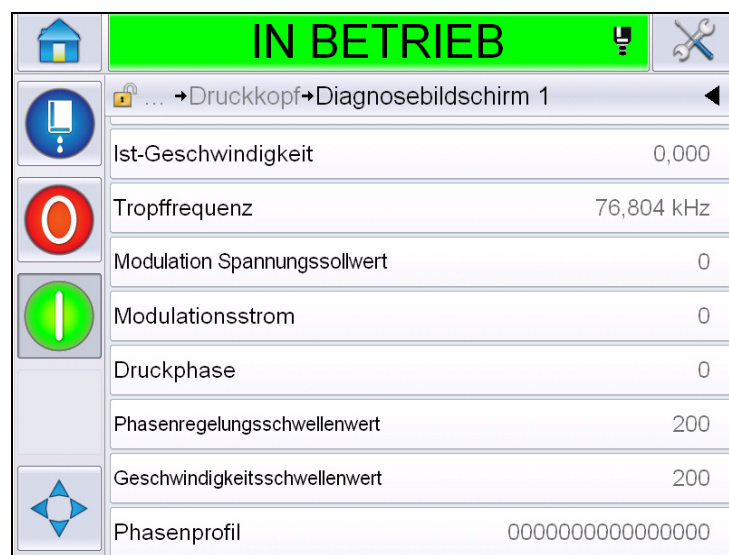 IN BETRIEB
... →Druckkopf→Diagnosebildschirm 1
Ist-Geschwindigkeit 0,000
Tropffrequenz 76,804 kHz
Modulation Spannungssollwert 0
Modulationsstrom 0
Druckphase 0
Phasenregelungsschwellenwert 200
Geschwindigkeitsschwellenwert 200
Phasenprofil 0000000000000000